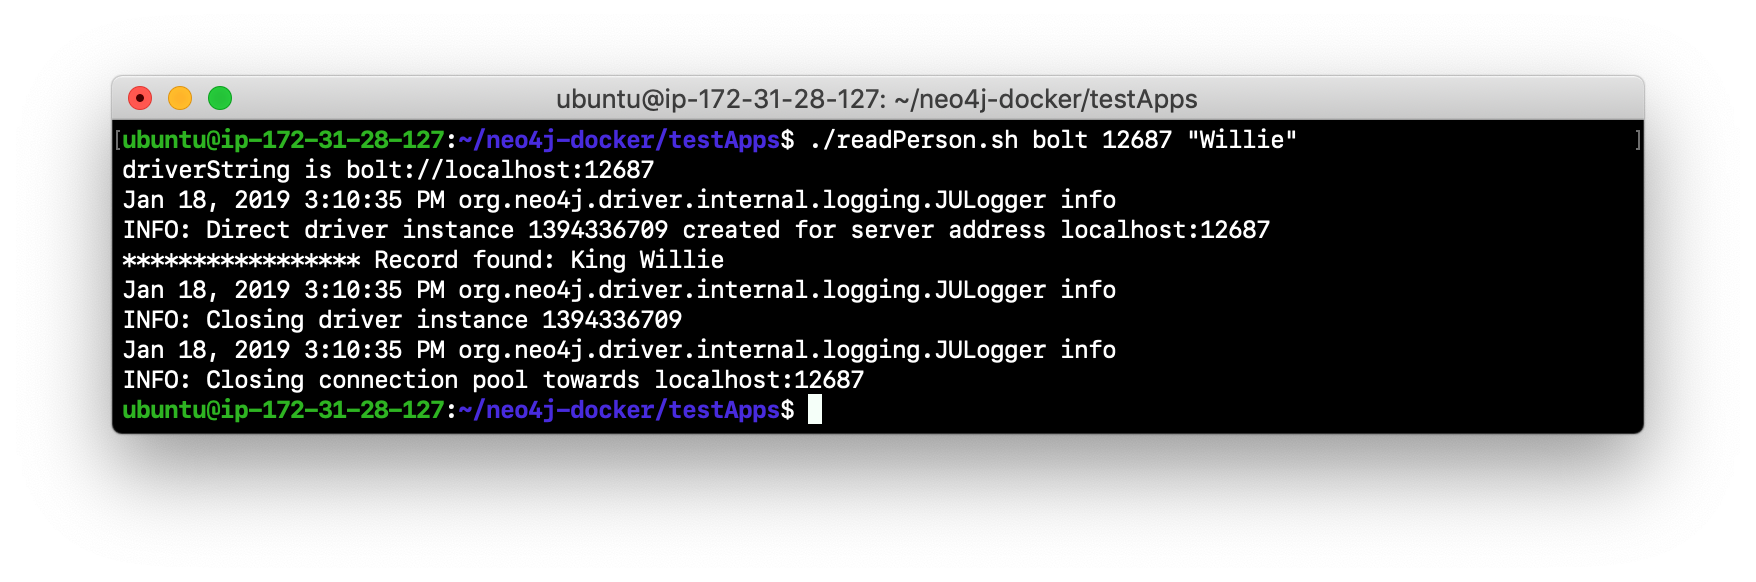 ubuntu@ip-172-31-28-127: ~/neo4j-docker/testApps
[ubuntu@ip-172-31-28-127:~/neo4j-docker/testApps$ ./readPerson.sh bolt 12687 "Willie" ]
driverString is bolt://localhost:12687
Jan 18, 2019 3:10:35 PM org.neo4j.driver.internal.logging.JULogger info
INFO: Direct driver instance 1394336709 created for server address localhost:12687
***************** Record found: King Willie
Jan 18, 2019 3:10:35 PM org.neo4j.driver.internal.logging.JULogger info
INFO: Closing driver instance 1394336709
Jan 18, 2019 3:10:35 PM org.neo4j.driver.internal.logging.JULogger info
INFO: Closing connection pool towards localhost:12687
ubuntu@ip-172-31-28-127:~/neo4j-docker/testApps$